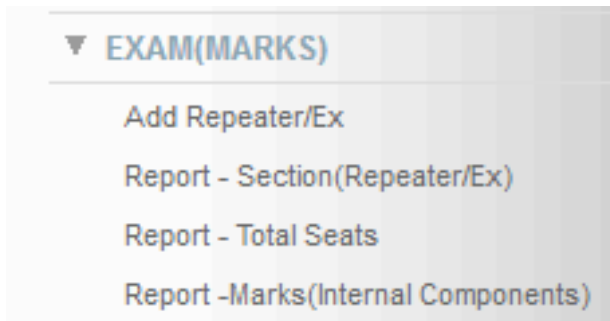 EXAM(MARKS)
Add Repeater/Ex
Report - Section(Repeater/Ex)
Report - Total Seats
Report -Marks(Internal Components)